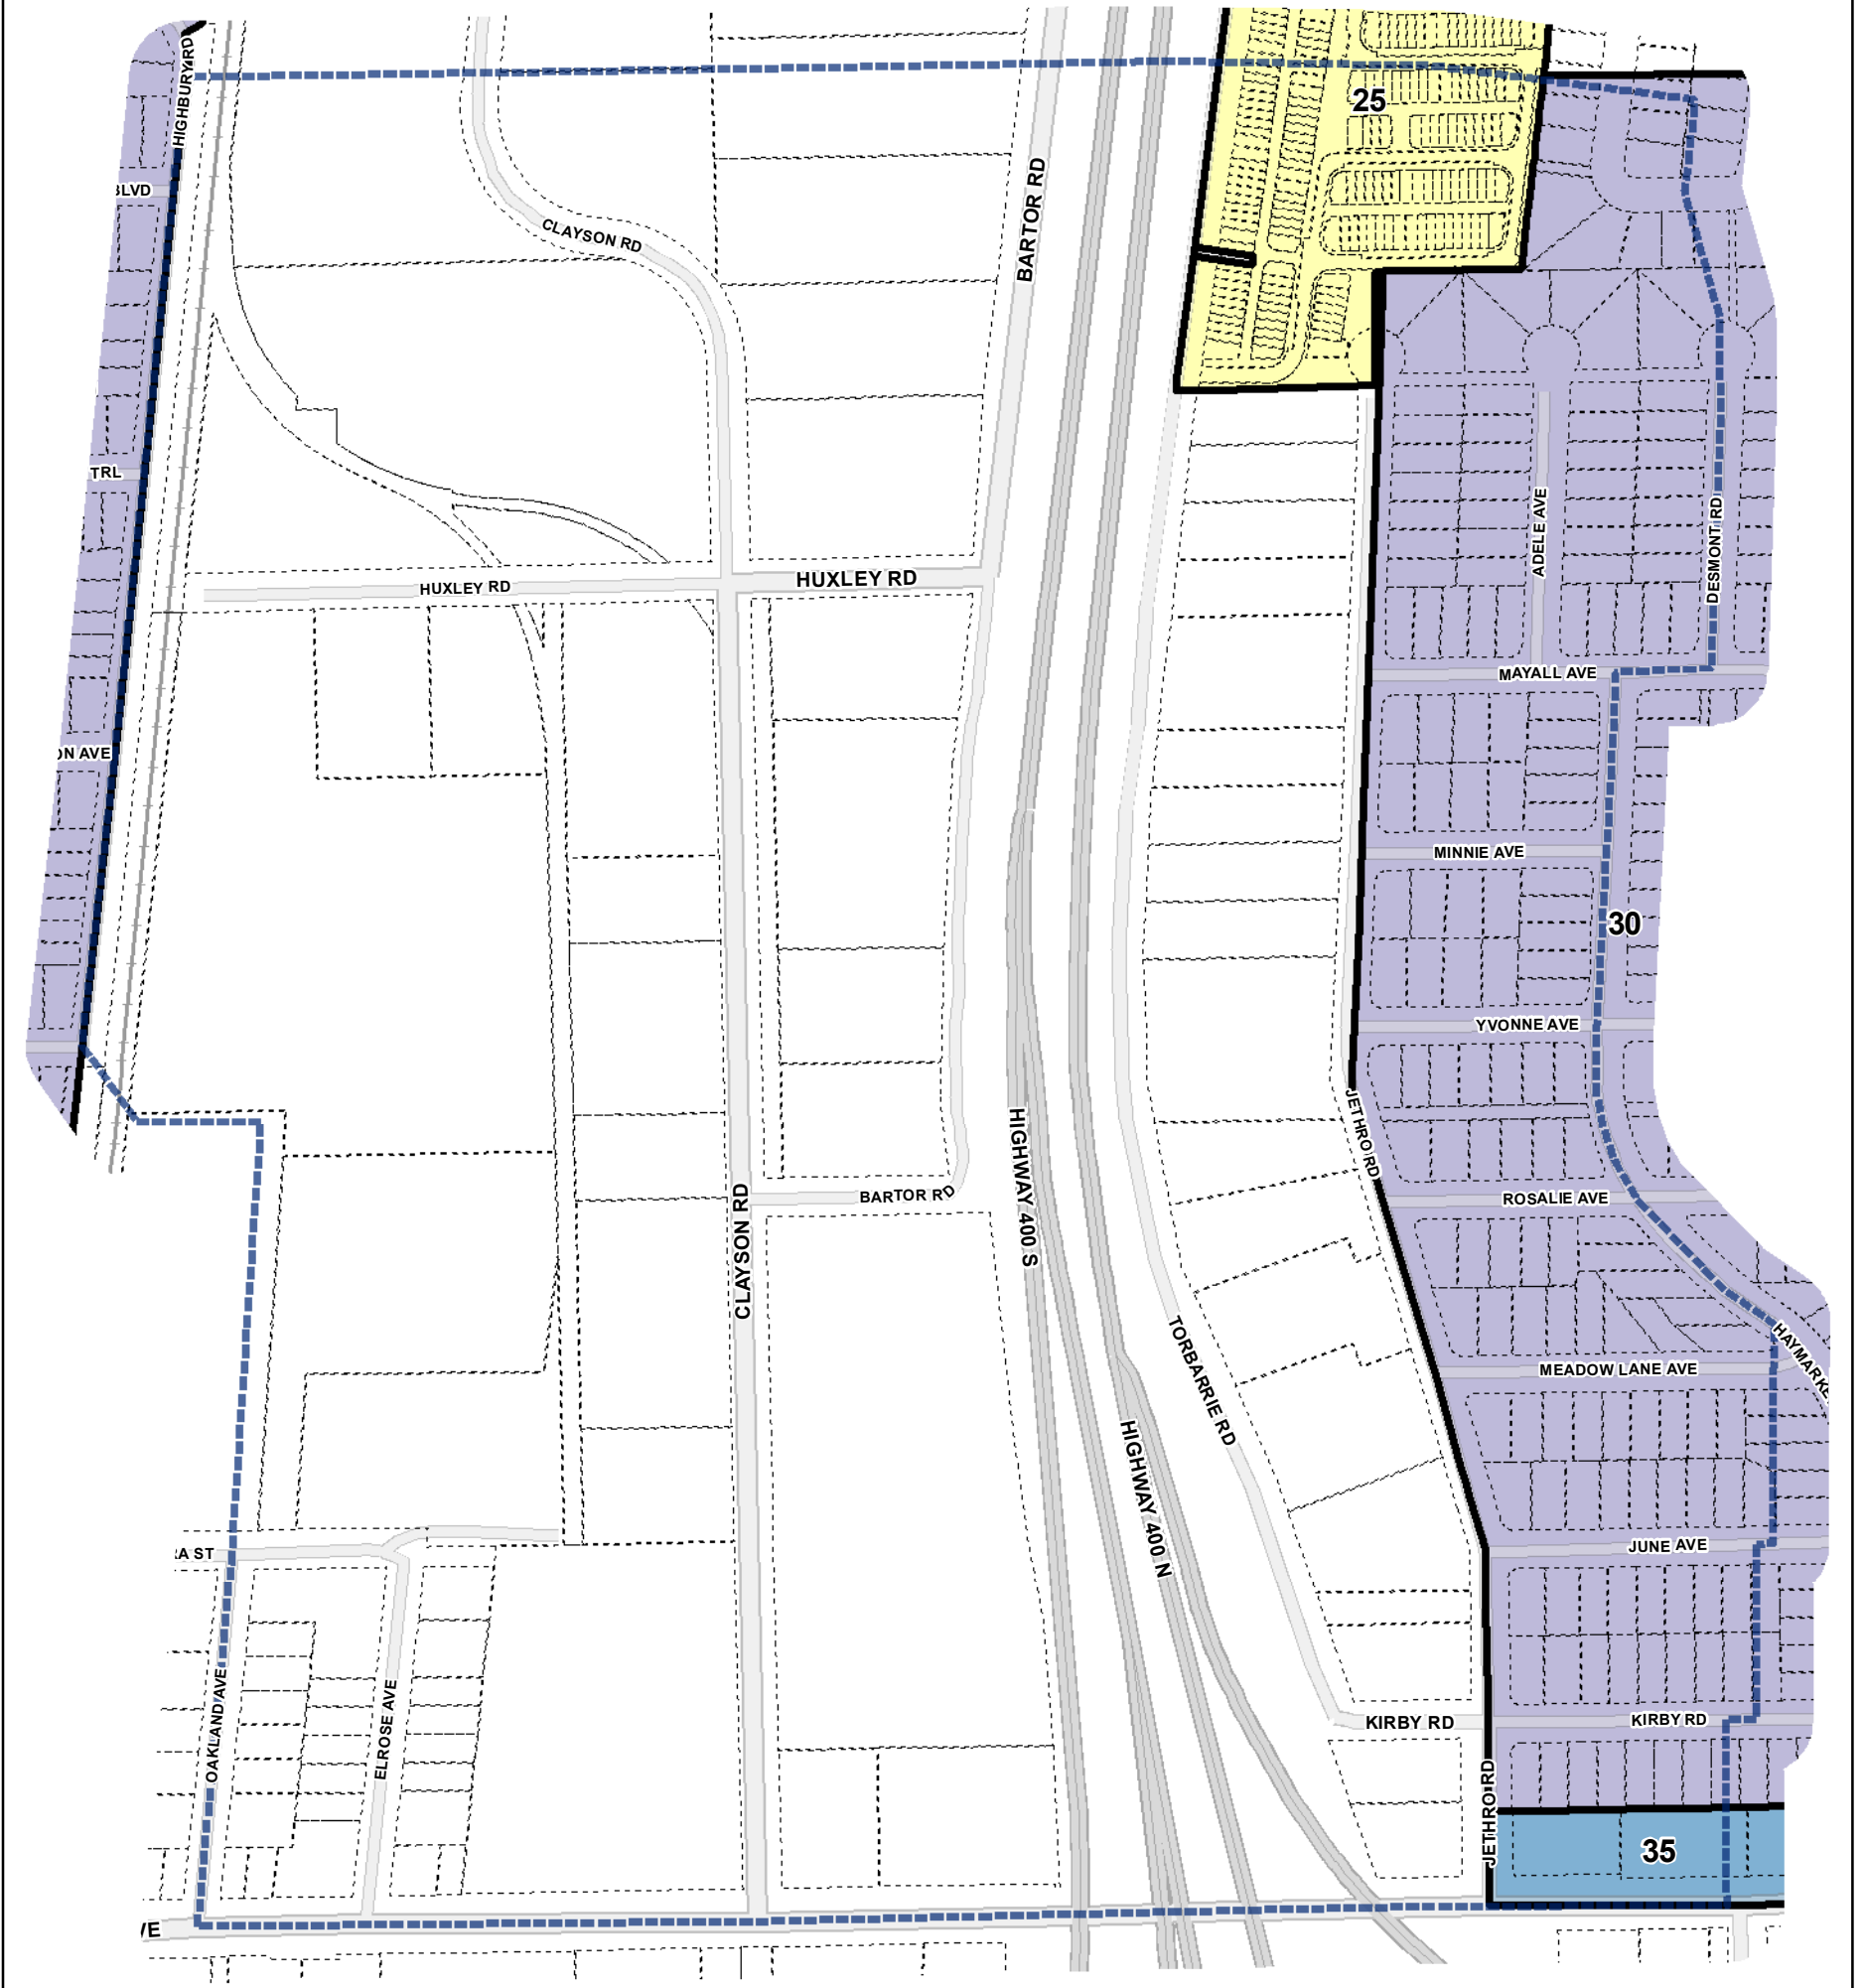 HIGHBURY RD
25
BLVD
CLAYSON RD
BARTOR RD
TRL
ADELE AVE
DESMONT RD
HUXLEY RD
HUXLEY RD
MAYALL AVE
ON AVE
MINNIE AVE
30
YVONNE AVE
JETHRO RD
HIGHWAY 400 S
CLAYSON RD
BARTOR RD
ROSALIE AVE
TORBARRIE RD
HAYMARKE
MEADOW LANE AVE
HIGHWAY 400 N
RA ST
JUNE AVE
OAKLAND AVE
ELROSE AVE
KIRBY RD
KIRBY RD
JETHRO RD
35
VE